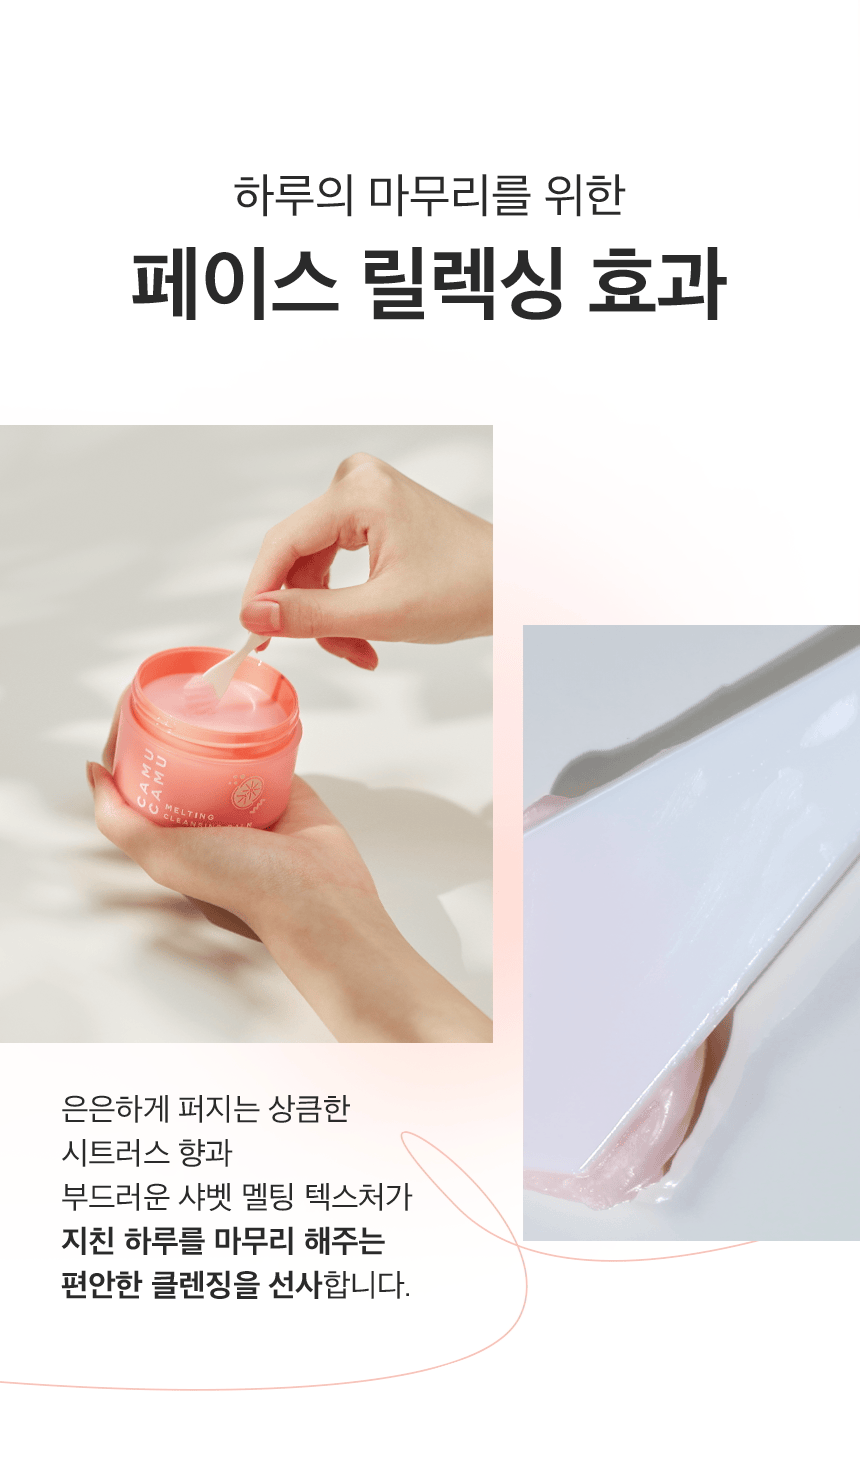 하루의 마무리를 위한
페이스 릴렉싱 효과
CAMU
CAMU
MELTING
CLEANSING
은은하게 퍼지는 상큼한
시트러스 향과
부드러운 샤벳 멜팅 텍스처가
지친 하루를 마무리 해주는
편안한 클렌징을 선사합니다.